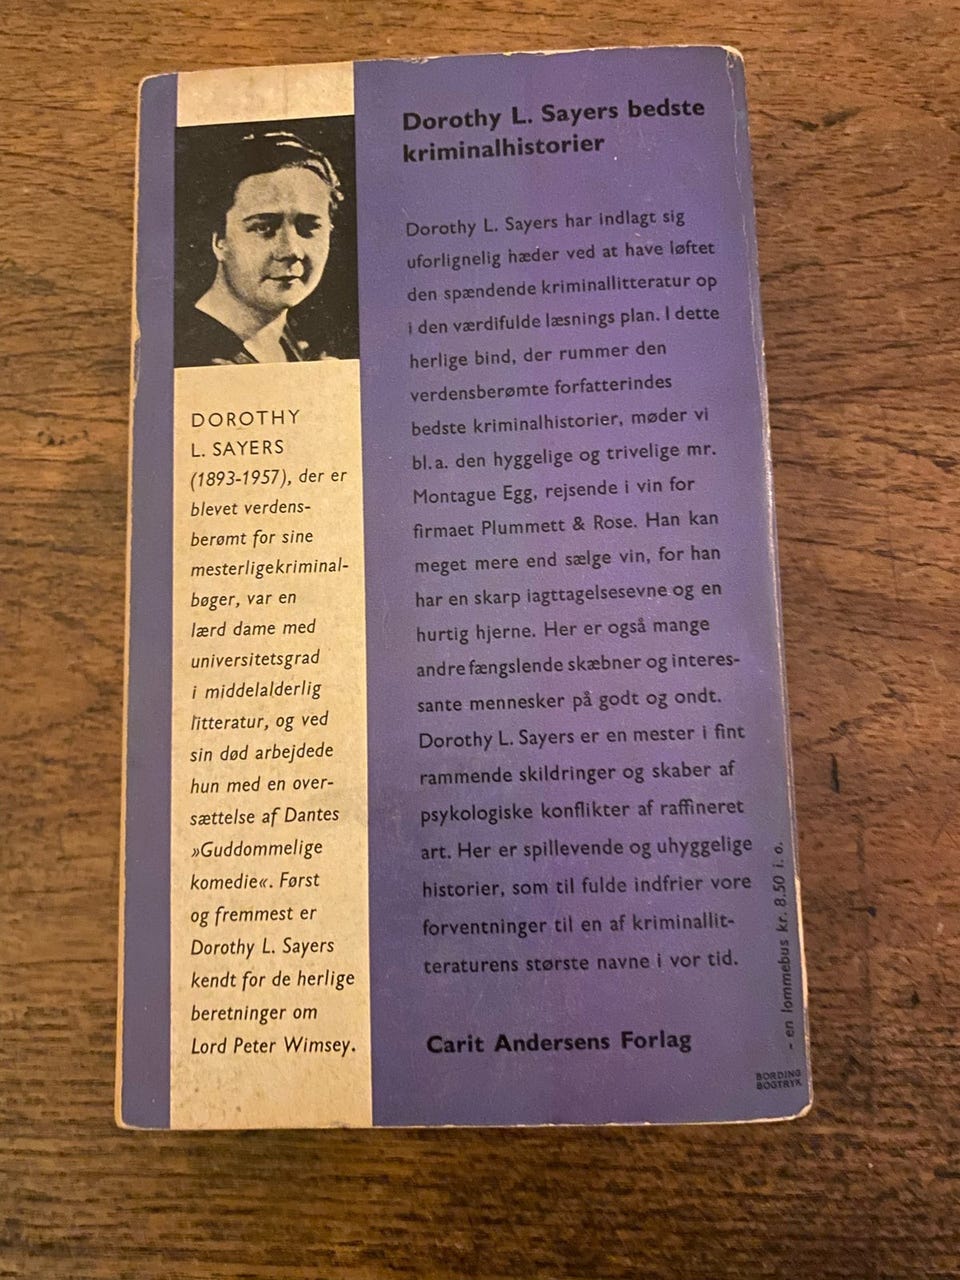 DOROTHY
L. SAYERS
(1893-1957), der er
blevet verdens-
berømt for sine
mesterligekriminal-
bøger, var en
lærd dame med
universitetsgrad
i middelalderlig
litteratur, og ved
sin død arbejdede
hun med en over-
sættelse af Dantes
»Guddommelige
komedie«. Først
og fremmest er
Dorothy L. Sayers
kendt for de herlige
beretninger om
Lord Peter Wimsey.
Dorothy L. Sayers bedste
kriminalhistorier
Dorothy L. Sayers har indlagt sig
uforlignelig hæder ved at have løftet
den spændende kriminallitteratur op
i den værdifulde læsnings plan. I dette
herlige bind, der rummer den
verdensberømte forfatterindes
bedste kriminalhistorier, møder vi
bl.a. den hyggelige og trivelige mr.
Montague Egg, rejsende i vin for
firmaet Plummett & Rose. Han kan
meget mere end sælge vin, for han
har en skarp iagttagelsesevne og en
hurtig hjerne. Her er også mange
andre fængslende skæbner og interes-
sante mennesker på godt og ondt.
Dorothy L. Sayers er en mester i fint
rammende skildringer og skaber af
psykologiske konflikter af raffineret
art. Her er spillevende og uhyggelige
historier, som til fulde indfrier vore
forventninger til en af kriminallit-
teraturens største navne i vor tid.
Carit Andersens Forlag
- en lommebus kr. 8.50 i. o.
BORDING
BOGTRYK